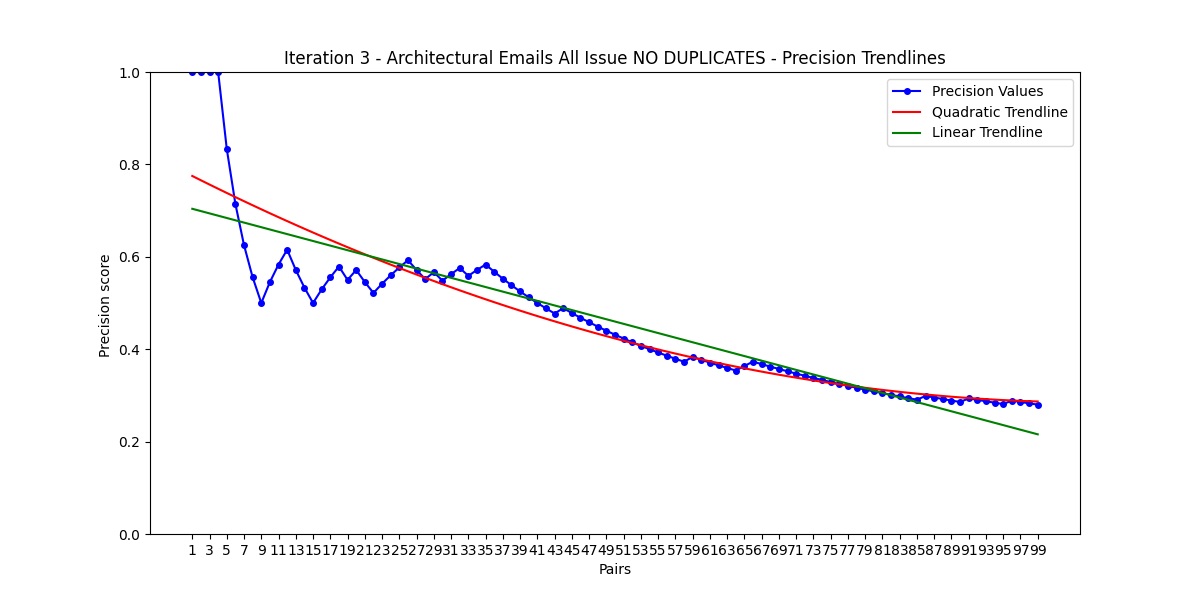 Iteration 3 - Architectural Emails All Issue NO DUPLICATES - Precision Trendlines
1.0
0.8
0.6
0.4
0.2
0.0
Precision score
Precision Values
Quadratic Trendline
Linear Trendline
1 3 5 7 9 11 13 15 17 19 21 23 25 27 29 31 33 35 37 39 41 43 45 47 49 51 53 55 57 59 61 63 65 67 69 71 73 75 77 79 81 83 85 87 89 91 93 95 97 99
Pairs